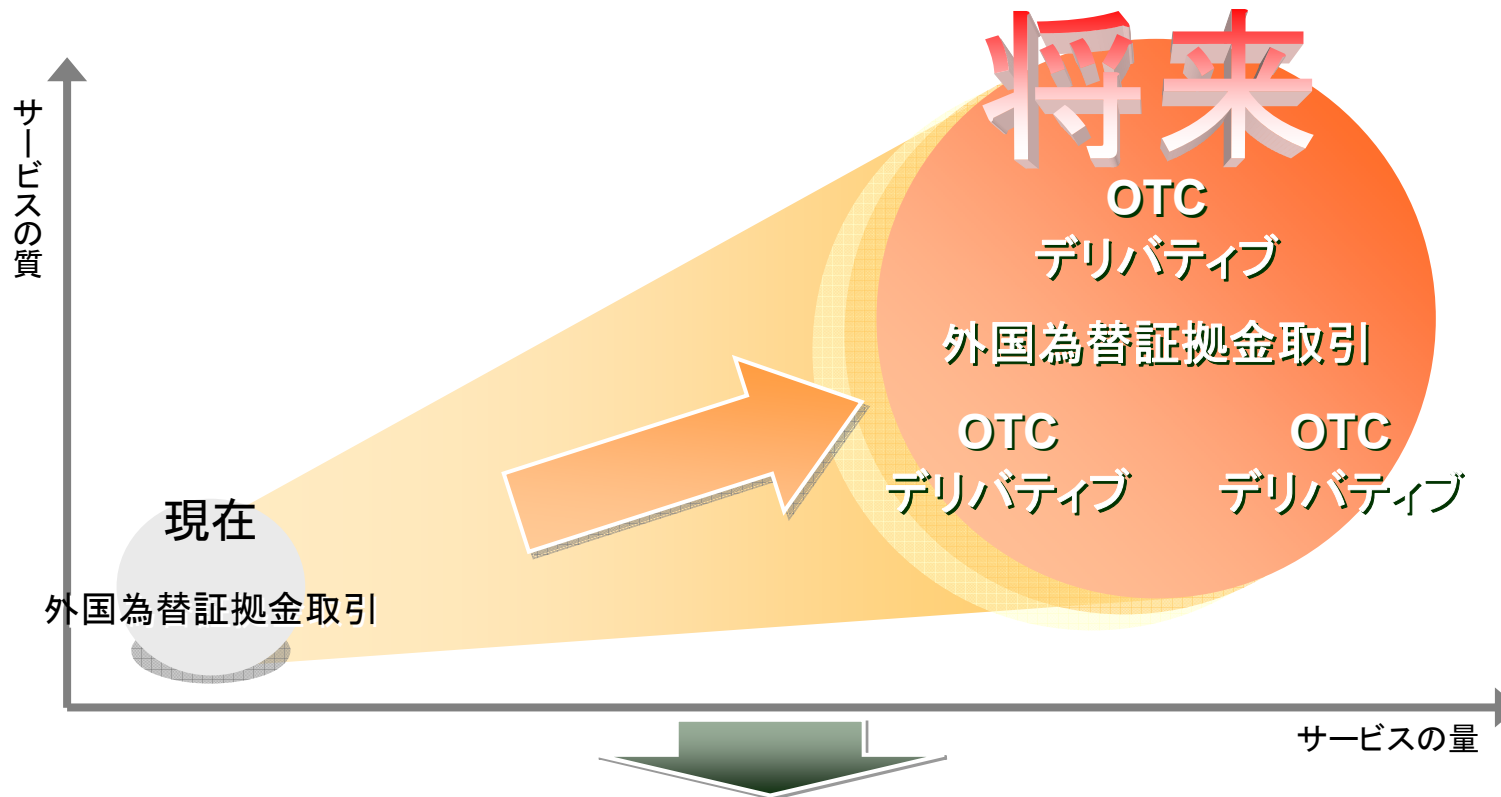 将来
サービスの質
OTC
デリバティブ
外国為替証拠金取引
OTC
デリバティブ
OTC
デリバティブ
現在
外国為替証拠金取引
サービスの量